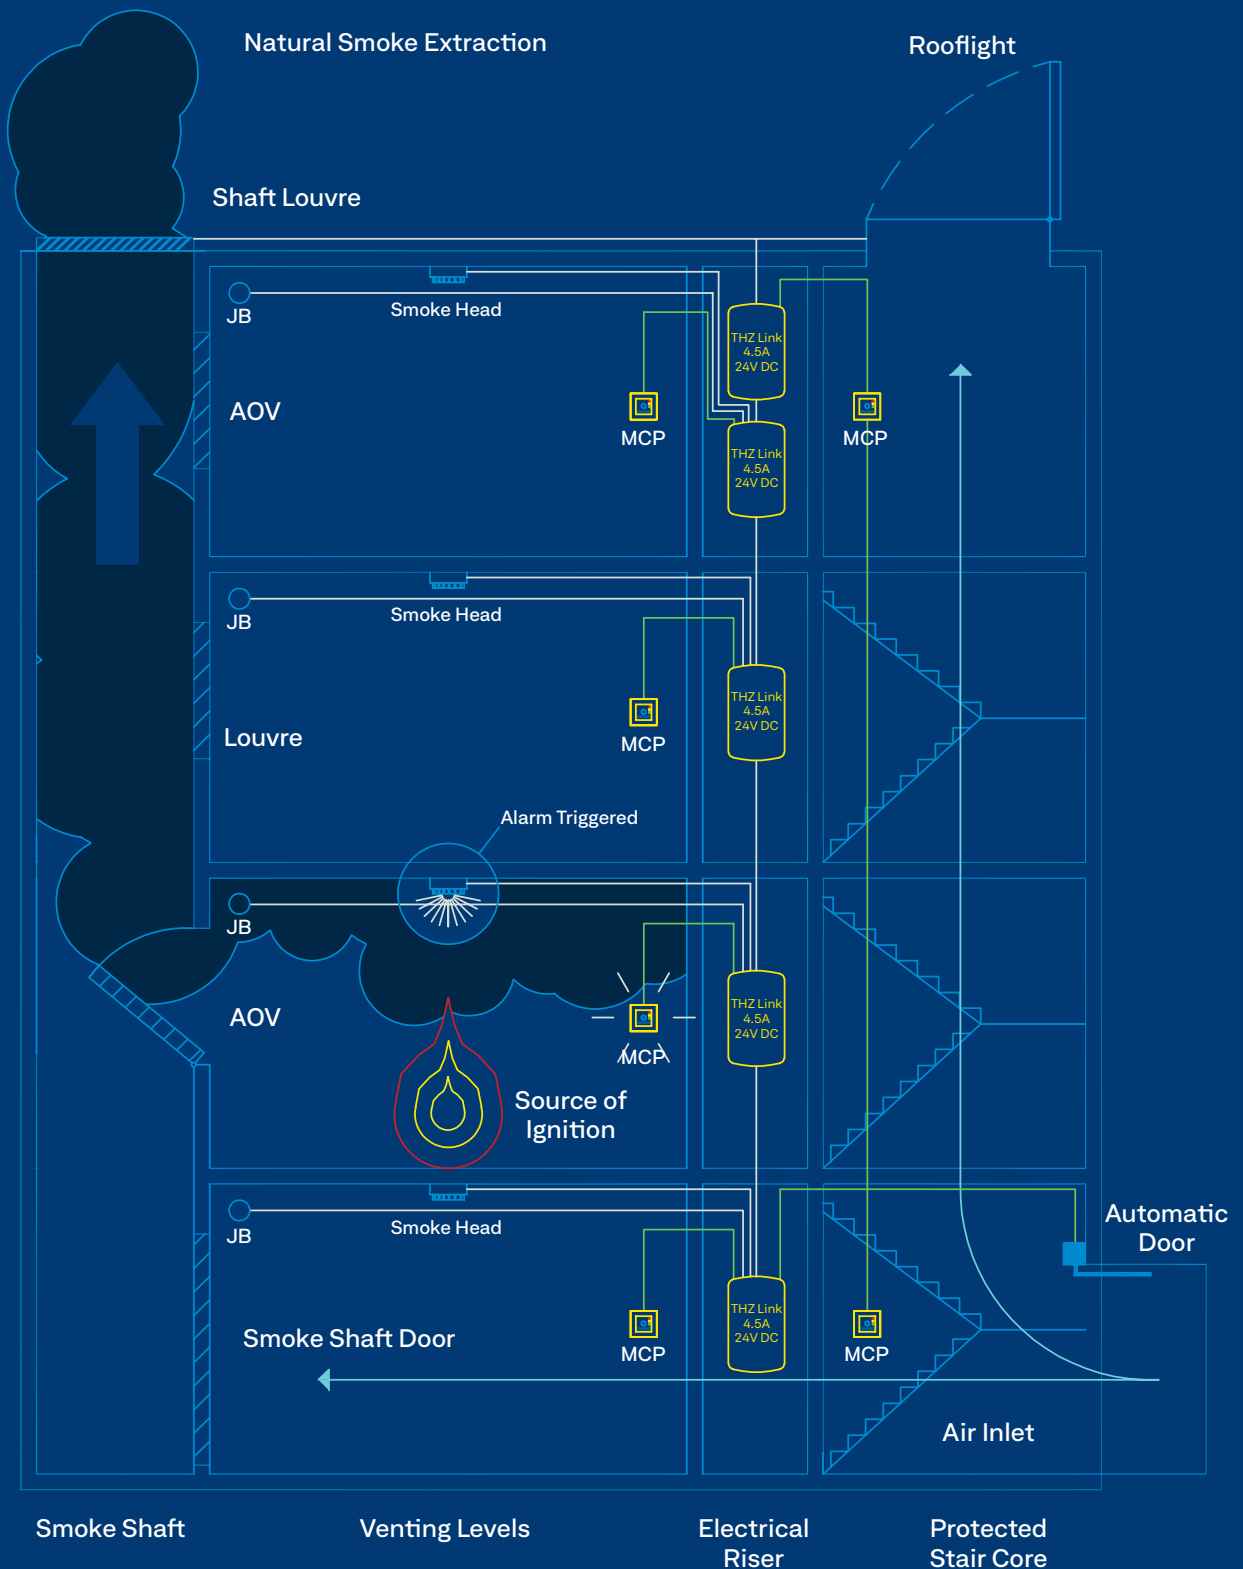 Natural Smoke Extraction
Rooflight
Shaft Louvre
Smoke Head
JB
THZ Link
4.5A
24V DC
AOV
MCP
MCP
THZ Link
4.5A
24V DC
Smoke Head
JB
THZ Link
4.5A
24V DC
Louvre
MCP
Alarm Triggered
JB
AOV
THZ Link
4.5A
24V DC
MCP
Source of
Ignition
Automatic
Door
Smoke Head
JB
THZ Link
4.5A
24V DC
Smoke Shaft Door
MCP
MCP
Air Inlet
Smoke Shaft
Venting Levels
Electrical
Riser
Protected
Stair Core